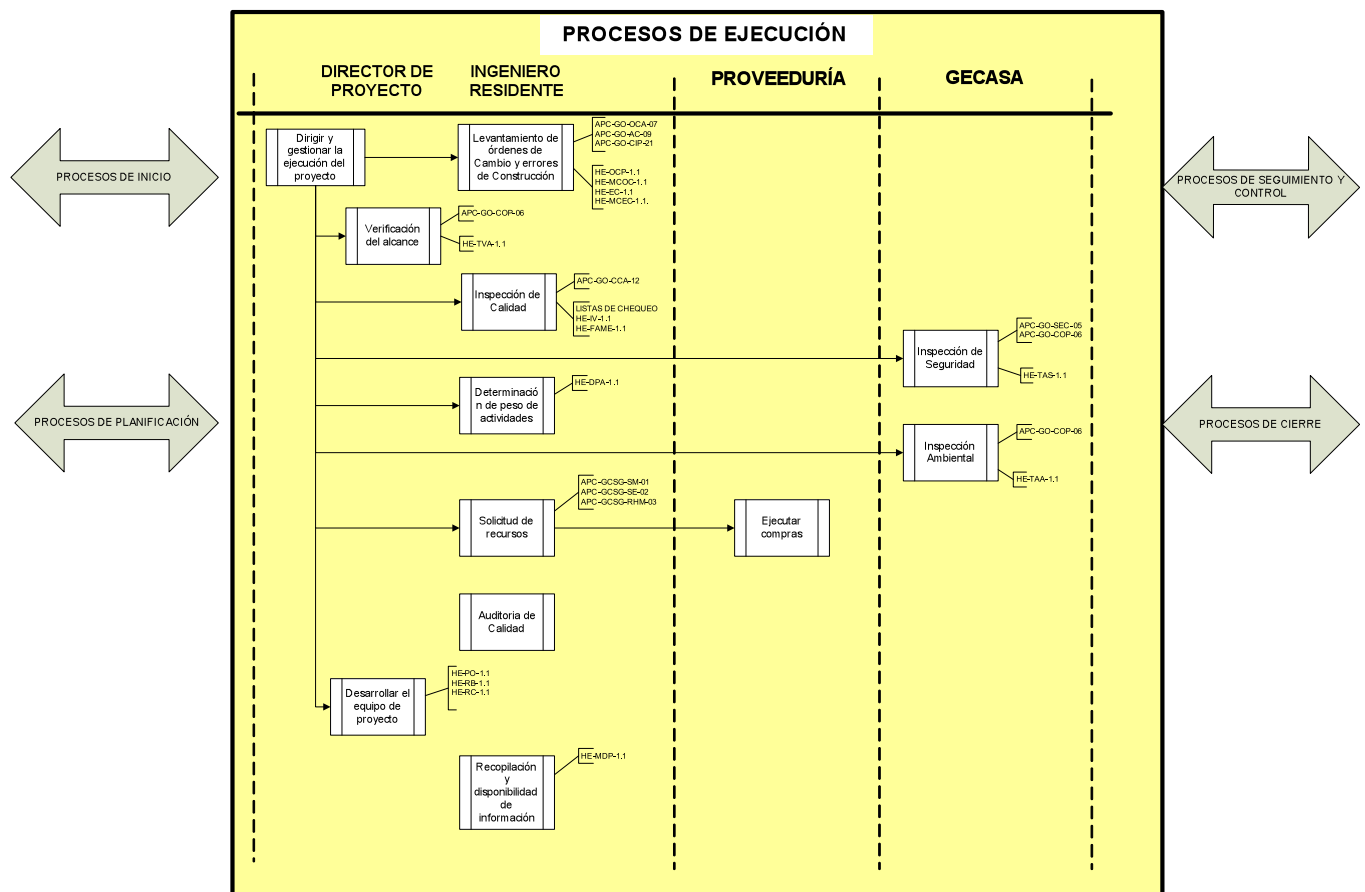 PROCESOS DE EJECUCIÓN
DIRECTOR DE
PROYECTO
INGENIERO
RESIDENTE
PROVEEDURÍA
GECASA
PROCESOS DE INICIO
PROCESOS DE PLANIFICACIÓN
PROCESOS DE SEGUIMIENTO Y
CONTROL
PROCESOS DE CIERRE
Dirigir y
gestionar la
ejecución del
proyecto
Levantamiento de
órdenes de
Cambio y errores
de Construcción
APC-GO-OCA-07
APC-GO-AC-09
APC-GO-CIP-21
HE-OCP-1.1
HE-MCOC-1.1
HE-EC-1.1
HE-MCEC-1.1.
Verificación
del alcance
APC-GO-COP-06
HE-TVA-1.1
Inspección de
Calidad
APC-GO-CCA-12
LISTAS DE CHEQUEO
HE-IV-1.1
HE-FAME-1.1
Inspección de
Seguridad
APC-GO-SEC-05
APC-GO-COP-06
HE-TAS-1.1
Determinació
n de peso de
actividades
HE-DPA-1.1
Inspección
Ambiental
APC-GO-COP-06
HE-TAA-1.1
Solicitud de
recursos
APC-GCSG-SM-01
APC-GCSG-SE-02
APC-GCSG-RHM-03
Ejecutar
compras
Auditoria de
Calidad
Desarrollar el
equipo de
proyecto
HE-PO-1.1
HE-RB-1.1
HE-RC-1.1
Recopilación
y
disponibilidad
de
información
HE-MDP-1.1